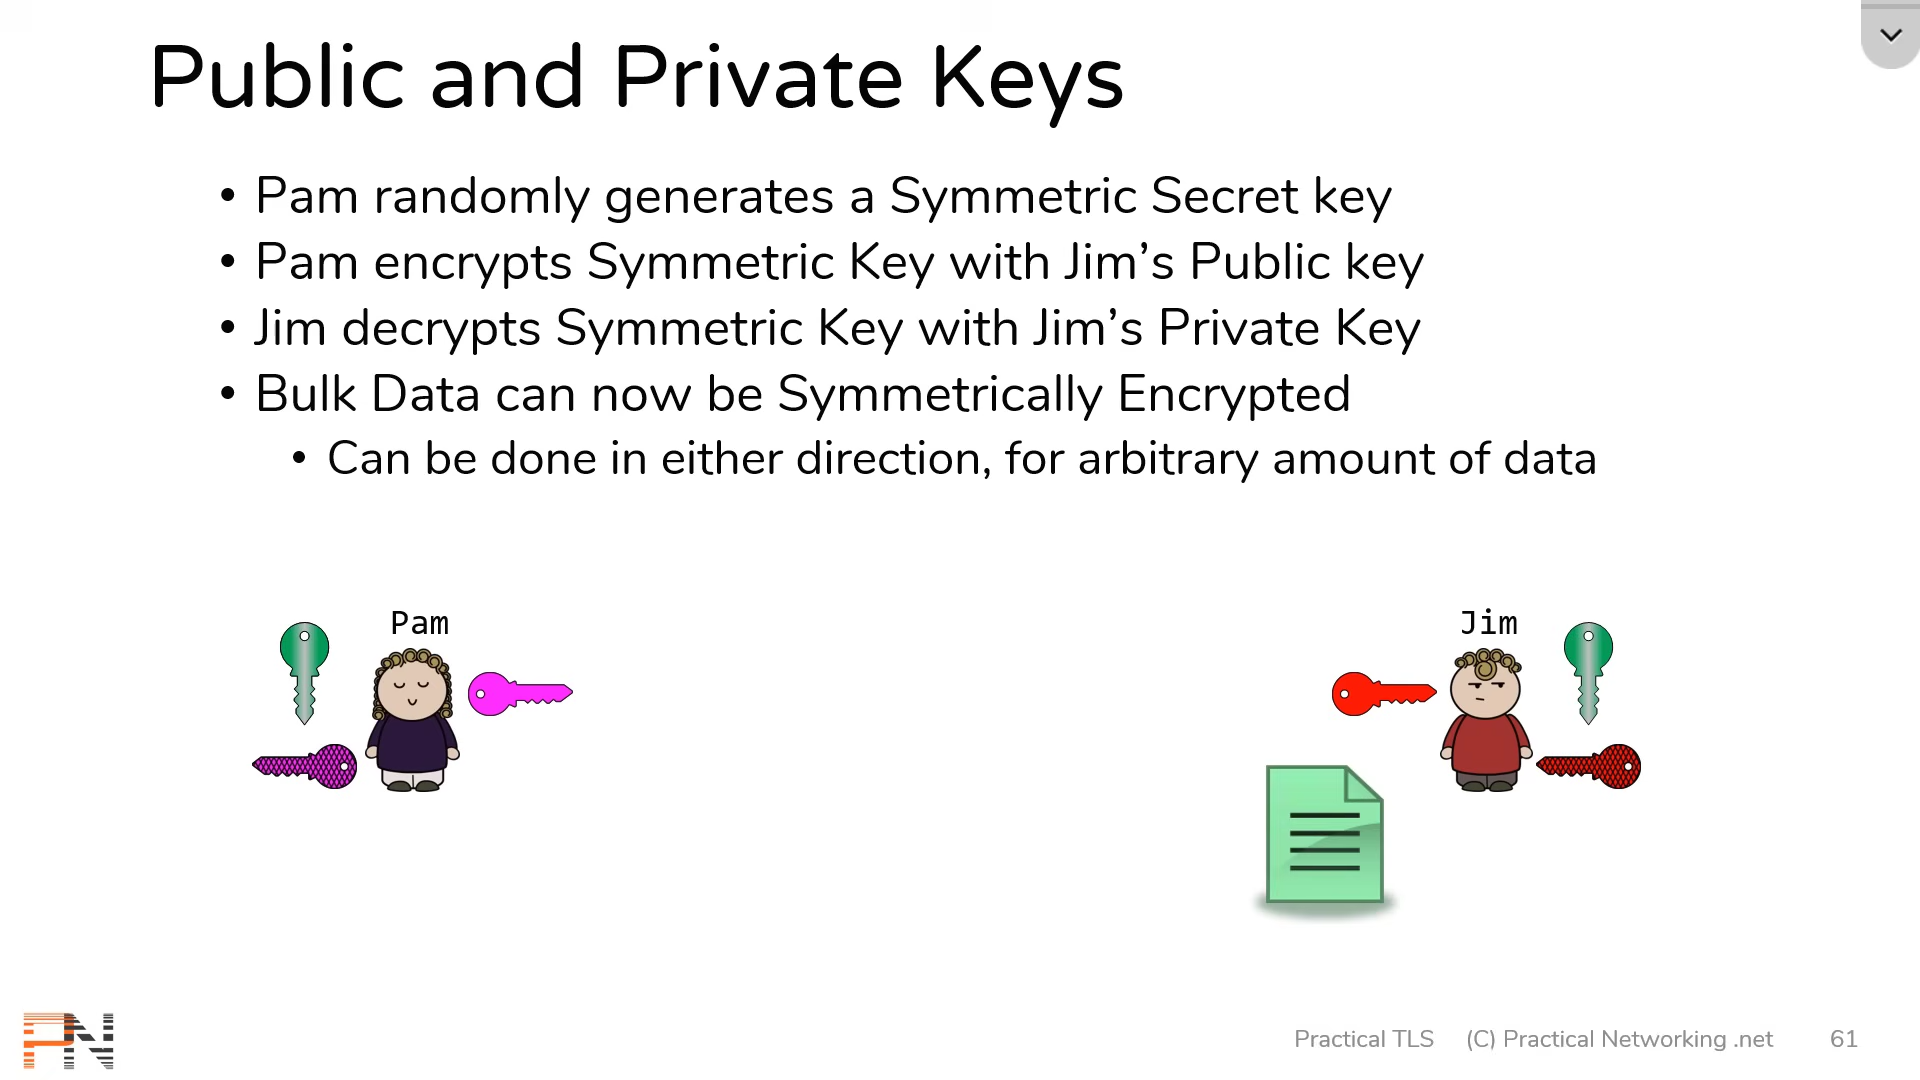 Public and Private Keys
• Pam randomly generates a Symmetric Secret key
• Pam encrypts Symmetric Key with Jim’s Public key
• Jim decrypts Symmetric Key with Jim’s Private Key
• Bulk Data can now be Symmetrically Encrypted
• Can be done in either direction, for arbitrary amount of data
Pam
Jim
PN
Practical TLS (C) Practical Networking .net 61